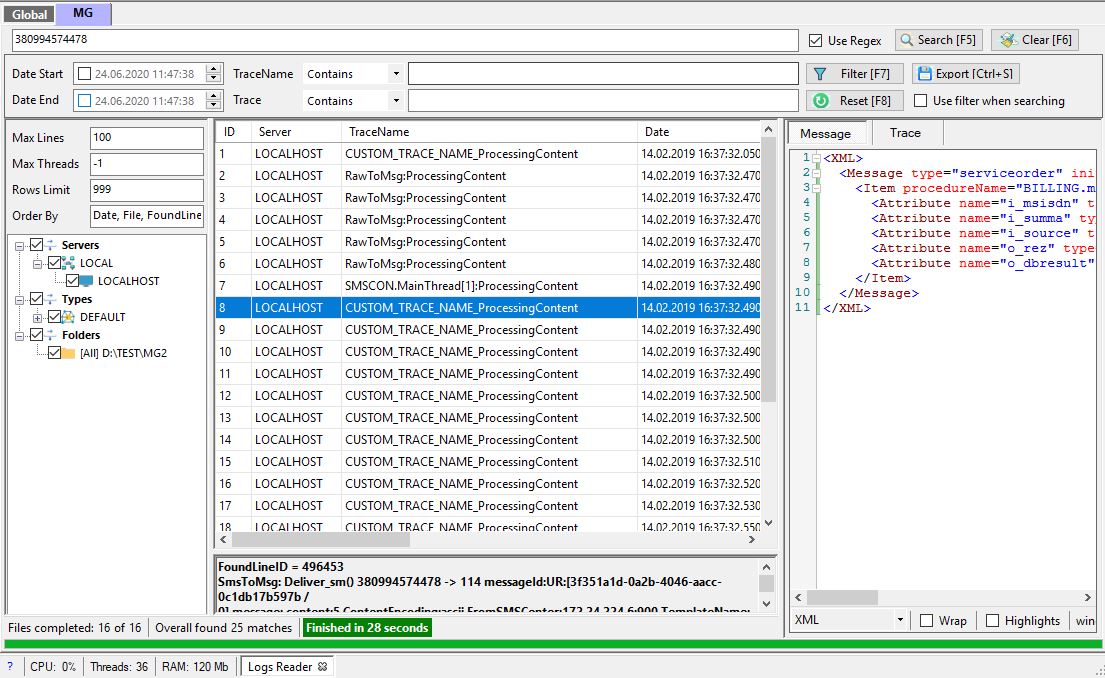 Global MG
380994574478 Use Regex Search [F5] Clear [F6]
Date Start 24.06.2020 11:47:38 TraceName Contains Filter [F7] Export [Ctrl+S]
Date End 24.06.2020 11:47:38 Trace Contains Reset [F8] Use filter when searching
Max Lines 100
Max Threads -1
Rows Limit 999
Order By Date, File, FoundLine
Servers
LOCAL
LOCALHOST
Types
DEFAULT
Folders
[All] D:\TEST\MG2
ID Server TraceName Date
1 LOCALHOST CUSTOM_TRACE_NAME_ProcessingContent 14.02.2019 16:37:32.050
2 LOCALHOST RawToMsg:ProcessingContent 14.02.2019 16:37:32.470
3 LOCALHOST RawToMsg:ProcessingContent 14.02.2019 16:37:32.470
4 LOCALHOST RawToMsg:ProcessingContent 14.02.2019 16:37:32.470
5 LOCALHOST RawToMsg:ProcessingContent 14.02.2019 16:37:32.470
6 LOCALHOST RawToMsg:ProcessingContent 14.02.2019 16:37:32.480
7 LOCALHOST SMSCON.MainThread[1]:ProcessingContent 14.02.2019 16:37:32.490
8 LOCALHOST CUSTOM_TRACE_NAME_ProcessingContent 14.02.2019 16:37:32.490
9 LOCALHOST CUSTOM_TRACE_NAME_ProcessingContent 14.02.2019 16:37:32.490
10 LOCALHOST CUSTOM_TRACE_NAME_ProcessingContent 14.02.2019 16:37:32.490
11 LOCALHOST CUSTOM_TRACE_NAME_ProcessingContent 14.02.2019 16:37:32.490
12 LOCALHOST CUSTOM_TRACE_NAME_ProcessingContent 14.02.2019 16:37:32.500
13 LOCALHOST CUSTOM_TRACE_NAME_ProcessingContent 14.02.2019 16:37:32.500
14 LOCALHOST CUSTOM_TRACE_NAME_ProcessingContent 14.02.2019 16:37:32.500
15 LOCALHOST CUSTOM_TRACE_NAME_ProcessingContent 14.02.2019 16:37:32.510
16 LOCALHOST CUSTOM_TRACE_NAME_ProcessingContent 14.02.2019 16:37:32.520
17 LOCALHOST CUSTOM_TRACE_NAME_ProcessingContent 14.02.2019 16:37:32.530
18 LOCALHOST CUSTOM_TRACE_NAME_ProcessingContent 14.02.2019 16:37:32.550
FoundLineID = 496453
SmsToMsg: Deliver_sm() 380994574478 -> 114 messageId:UR:[3f351a1d-0a2b-4046-aacc-
0c1db17b597b /
0] message: content:5 ContentEncoding:ascii FromSMSCenter:172.24.224.6:900 TemplateName:
Message Trace
1 <XML>
2 <Message type="serviceorder" ini
3 <Item procedureName="BILLING.m
4 <Attribute name="i_msisdn" t
5 <Attribute name="i_summa" ty
6 <Attribute name="i_source" t
7 <Attribute name="o_rez" type
8 <Attribute name="o_dbresult"
9 </Item>
10 </Message>
11 </XML>
XML Wrap Highlights win
Files completed: 16 of 16 Overall found 25 matches Finished in 28 seconds
? CPU: 0% Threads: 36 RAM: 120 Mb Logs Reader